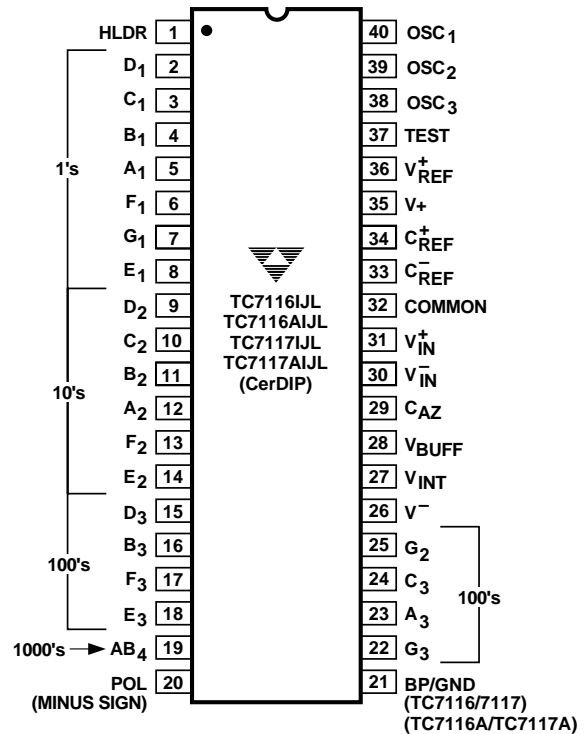 HLDR 1 40 OSC1
D1 2 39 OSC2
C1 3 38 OSC3
B1 4 37 TEST
1's A1 5 36 V+REF
F1 6 35 V+
G1 7 34 C+REF
E1 8 33 C−REF
D2 9 32 COMMON
C2 10 31 V+IN
B2 11 30 V−IN
10's A2 12 29 CAZ
F2 13 28 VBUFF
E2 14 27 VINT
D3 15 26 V−
B3 16 25 G2
100's F3 17 24 C3 100's
E3 18 23 A3
1000's AB4 19 22 G3
POL 20 21 BP/GND
(MINUS SIGN) (TC7116/7117)
(TC7116A/TC7117A)
TC7116IJL
TC7116AIJL
TC7117IJL
TC7117AIJL
(CerDIP)